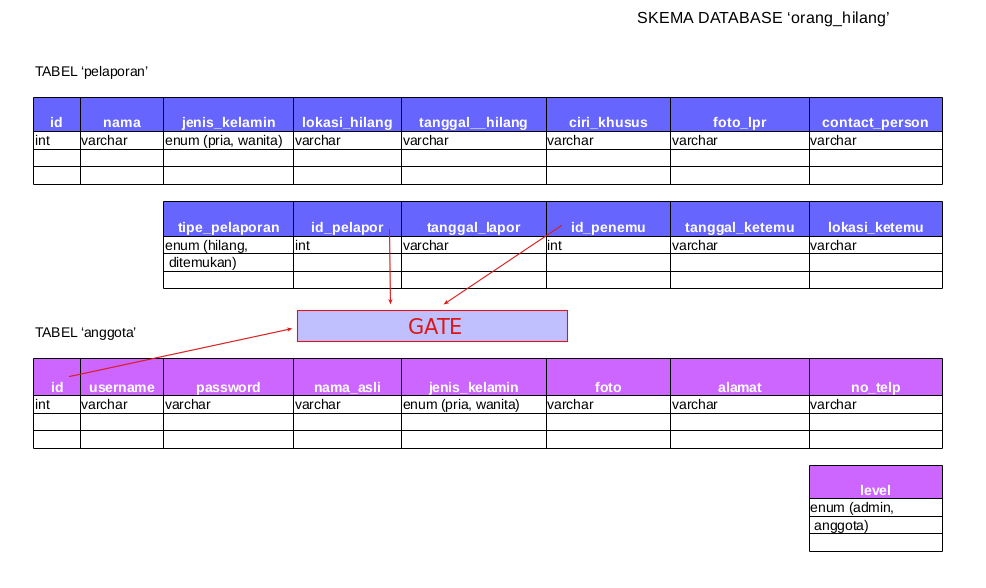 SKEMA DATABASE ‘orang_hilang’
TABEL ‘pelaporan’
id nama jenis_kelamin lokasi_hilang tanggal__hilang ciri_khusus foto_lpr contact_person
int varchar enum (pria, wanita) varchar varchar varchar varchar varchar
tipe_pelaporan id_pelapor tanggal_lapor id_penemu tanggal_ketemu lokasi_ketemu
enum (hilang, int varchar int varchar varchar
ditemukan)
GATE
TABEL ‘anggota’
id username password nama_asli jenis_kelamin foto alamat no_telp
int varchar varchar varchar enum (pria, wanita) varchar varchar varchar
level
enum (admin,
anggota)